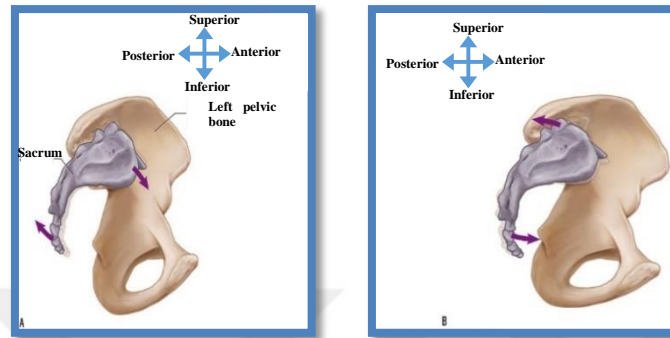 Superior
Posterior
Anterior
Inferior
Left pelvic
bone
Sacrum
A
Superior
Posterior
Anterior
Inferior
B